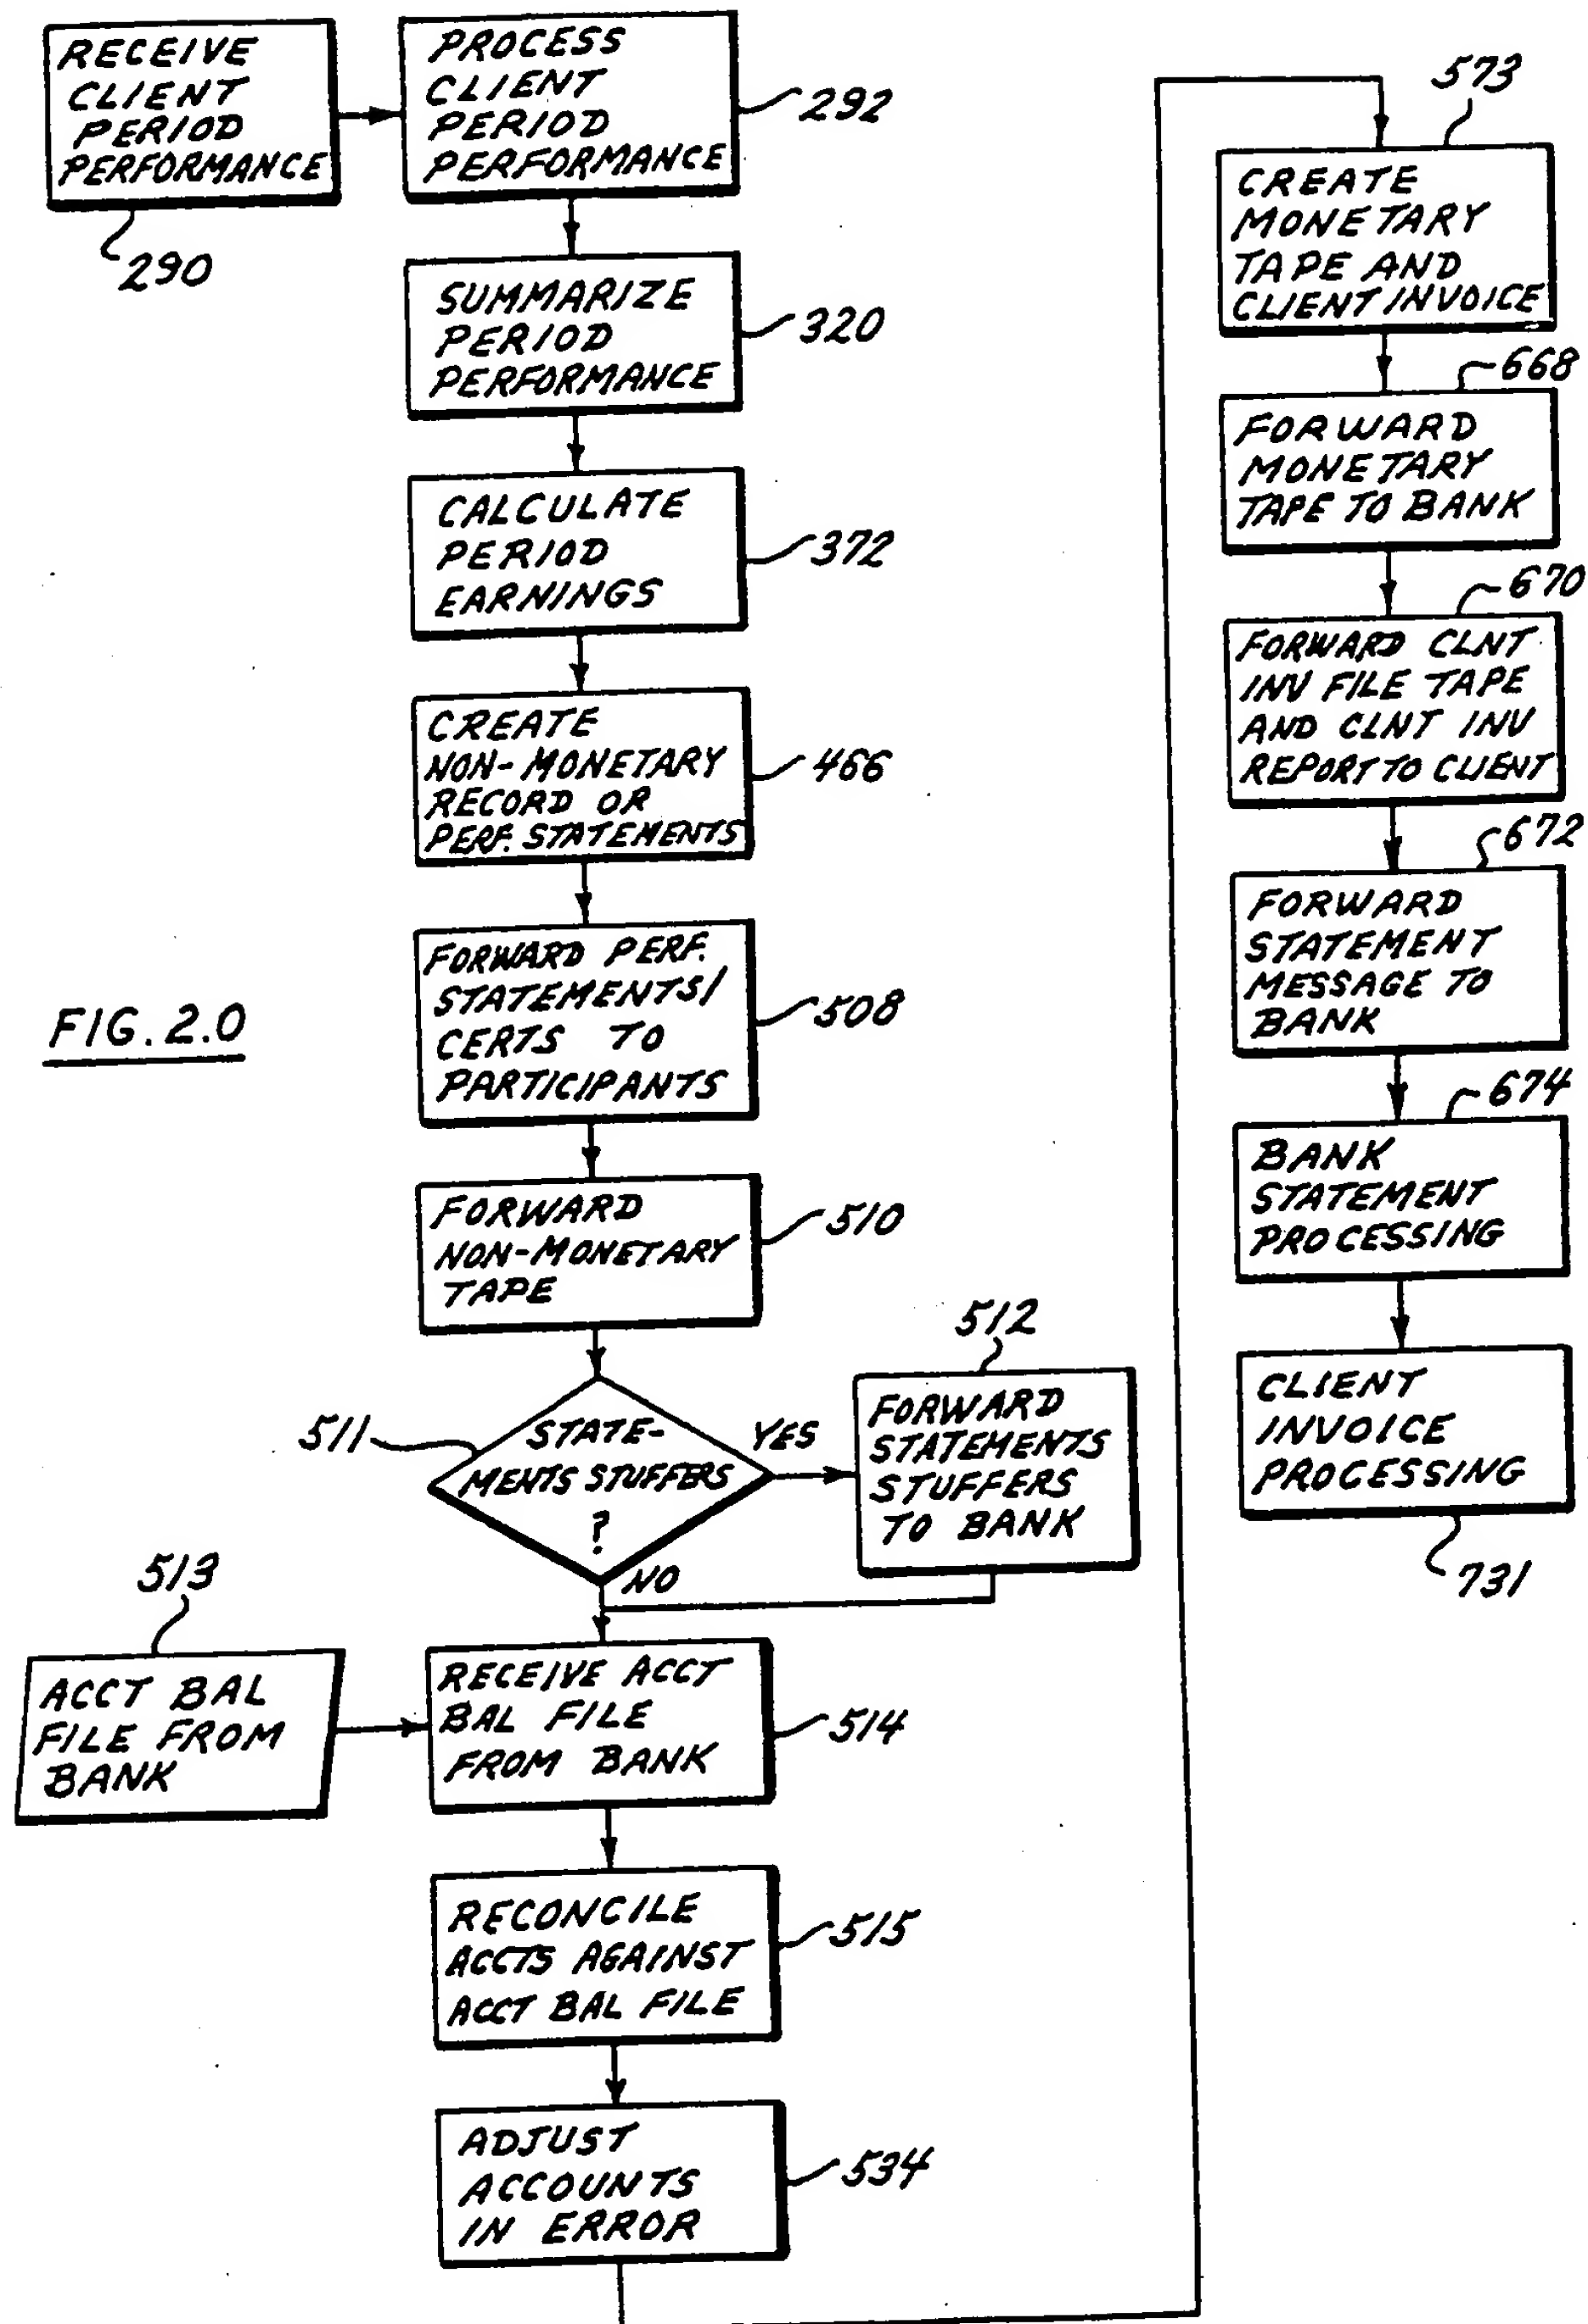 RECEIVE
CLIENT
PERIOD
PERFORMANCE
290
PROCESS
CLIENT
PERIOD
PERFORMANCE
292
SUMMARIZE
PERIOD
PERFORMANCE
320
CALCULATE
PERIOD
EARNINGS
372
CREATE
NON-MONETARY
RECORD OR
PERF. STATEMENTS
466
FORWARD PERF.
STATEMENTS/
CERTS TO
PARTICIPANTS
508
FIG. 2.0
FORWARD
NON-MONETARY
TAPE
510
511
STATE-
MENTS STUFFERS
?
YES
NO
512
FORWARD
STATEMENTS
STUFFERS
TO BANK
513
ACCT BAL
FILE FROM
BANK
RECEIVE ACCT
BAL FILE
FROM BANK
514
RECONCILE
ACCTS AGAINST
ACCT BAL FILE
515
ADJUST
ACCOUNTS
IN ERROR
534
573
CREATE
MONETARY
TAPE AND
CLIENT INVOICE
668
FORWARD
MONETARY
TAPE TO BANK
670
FORWARD CLNT
INV FILE TAPE
AND CLNT INV
REPORT TO CLIENT
672
FORWARD
STATEMENT
MESSAGE TO
BANK
674
BANK
STATEMENT
PROCESSING
CLIENT
INVOICE
PROCESSING
731